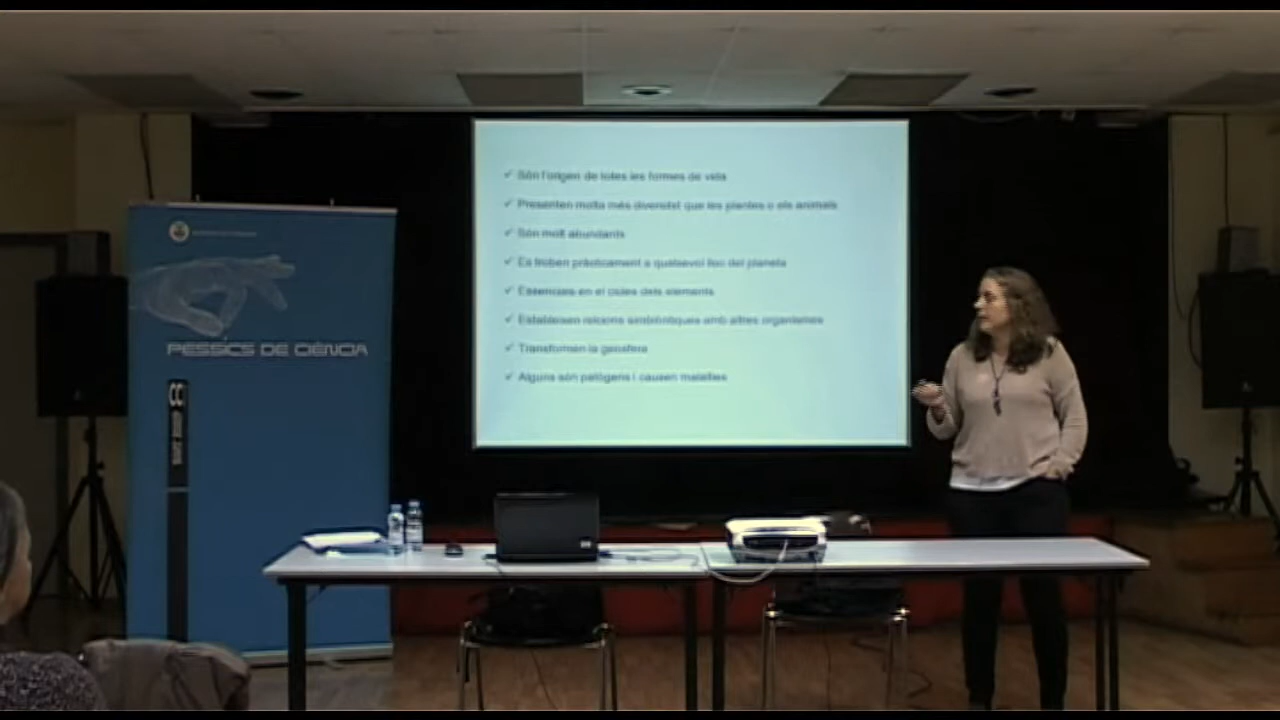 PESSICS DE CIÈNCIA
✓ Són l'origen de totes les formes de vida
✓ Presenten molta més diversitat que les plantes o els animals
✓ Són molt abundants
✓ Es troben pràcticament a qualsevol lloc del planeta
✓ Essencials en el cicles dels elements
✓ Estableixen relcions simbiòntiques amb altres organismes
✓ Transformen la geosfera
✓ Alguns són patògens i causen malalties